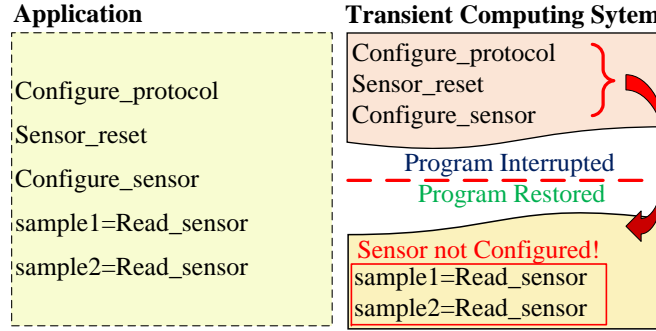 Application
Configure_protocol
Sensor_reset
Configure_sensor
sample1=Read_sensor
sample2=Read_sensor
Transient Computing Sytem
Configure_protocol
Sensor_reset
Configure_sensor
Program Interrupted
Program Restored
Sensor not Configured!
sample1=Read_sensor
sample2=Read_sensor